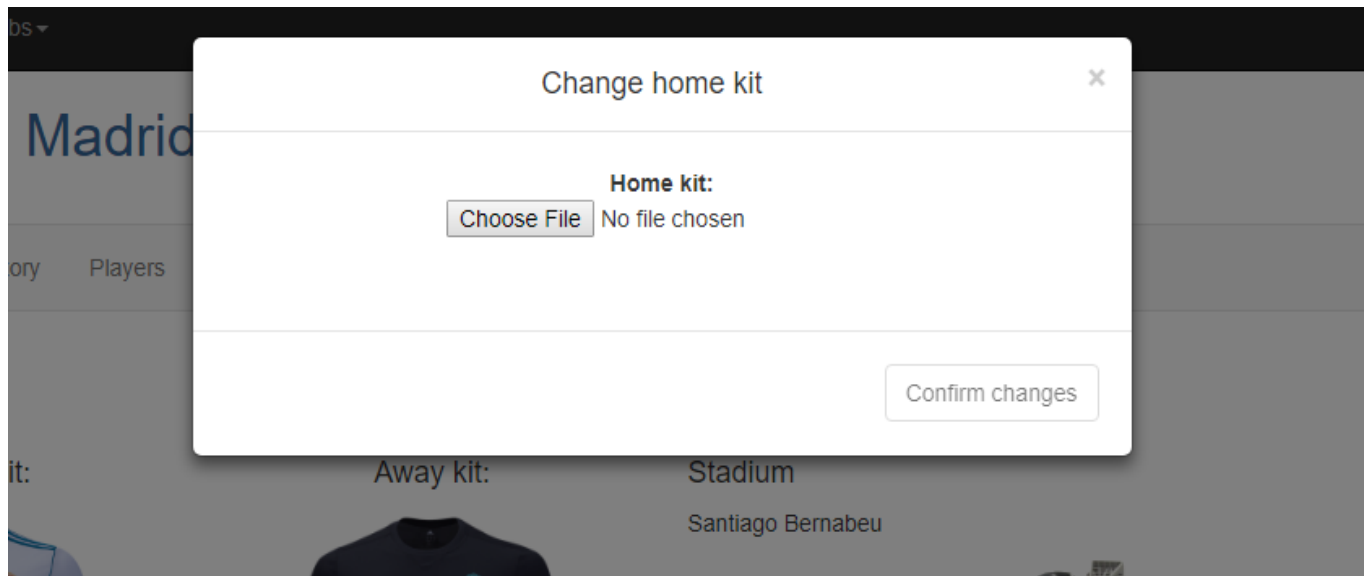 bs
Change home kit
×
Madrid
Home kit:
Choose File No file chosen
ory Players
Confirm changes
it: Away kit: Stadium
Santiago Bernabeu